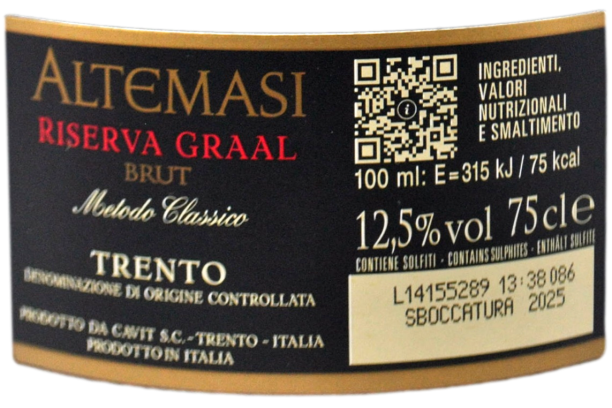 ALTEMASI
RISERVA GRAAL
BRUT
Metodo Classico
TRENTO
DENOMINAZIONE DI ORIGINE CONTROLLATA
PRODOTTO DA CAVIT S.C. - TRENTO - ITALIA
PRODOTTO IN ITALIA
i
INGREDIENTI,
VALORI
NUTRIZIONALI
E SMALTIMENTO
100 ml: E=315 kJ / 75 kcal
12,5% vol 75 cl e
CONTIENE SOLFITI - CONTAINS SULPHITES - ENTHÄLT SULFITE
L14155289 13:38 086
SBOCCATURA 2025